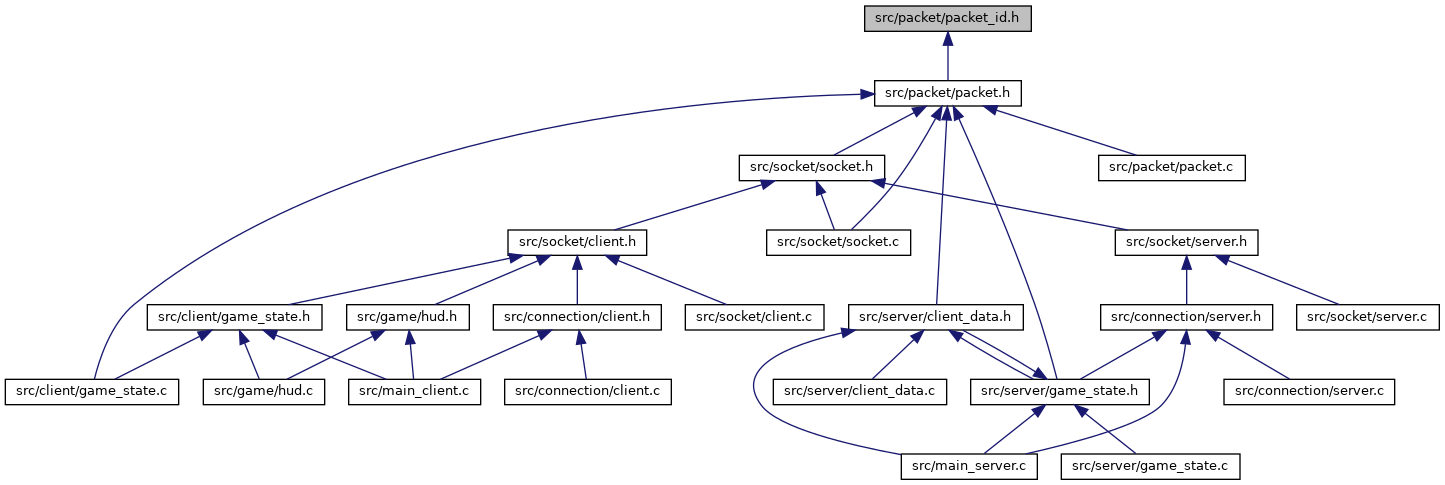 src/packet/packet_id.h
src/packet/packet.h
src/socket/socket.h
src/packet/packet.c
src/socket/client.h
src/socket/socket.c
src/socket/server.h
src/client/game_state.h
src/game/hud.h
src/connection/client.h
src/socket/client.c
src/server/client_data.h
src/connection/server.h
src/socket/server.c
src/client/game_state.c
src/game/hud.c
src/main_client.c
src/connection/client.c
src/server/client_data.c
src/server/game_state.h
src/connection/server.c
src/main_server.c
src/server/game_state.c